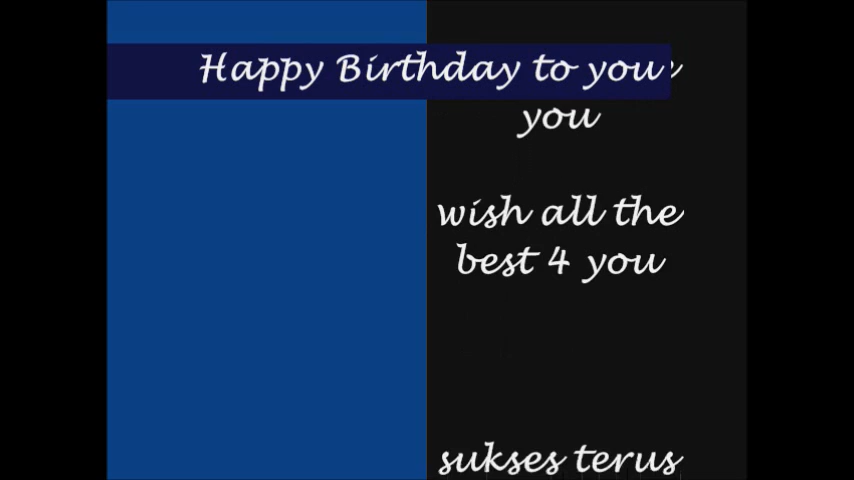 Happy Birthday to you
you
wish all the
best 4 you
sukses terus